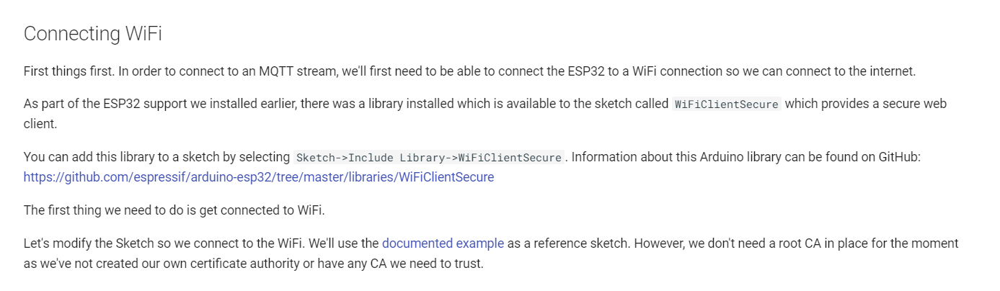 Connecting WiFi
First things first. In order to connect to an MQTT stream, we'll first need to be able to connect the ESP32 to a WiFi connection so we can connect to the internet.
As part of the ESP32 support we installed earlier, there was a library installed which is available to the sketch called WiFiClientSecure which provides a secure web
client.
You can add this library to a sketch by selecting Sketch->Include Library->WiFiClientSecure. Information about this Arduino library can be found on GitHub:
https://github.com/espressif/arduino-esp32/tree/master/libraries/WiFiClientSecure
The first thing we need to do is get connected to WiFi.
Let's modify the Sketch so we connect to the WiFi. We'll use the documented example as a reference sketch. However, we don't need a root CA in place for the moment
as we've not created our own certificate authority or have any CA we need to trust.